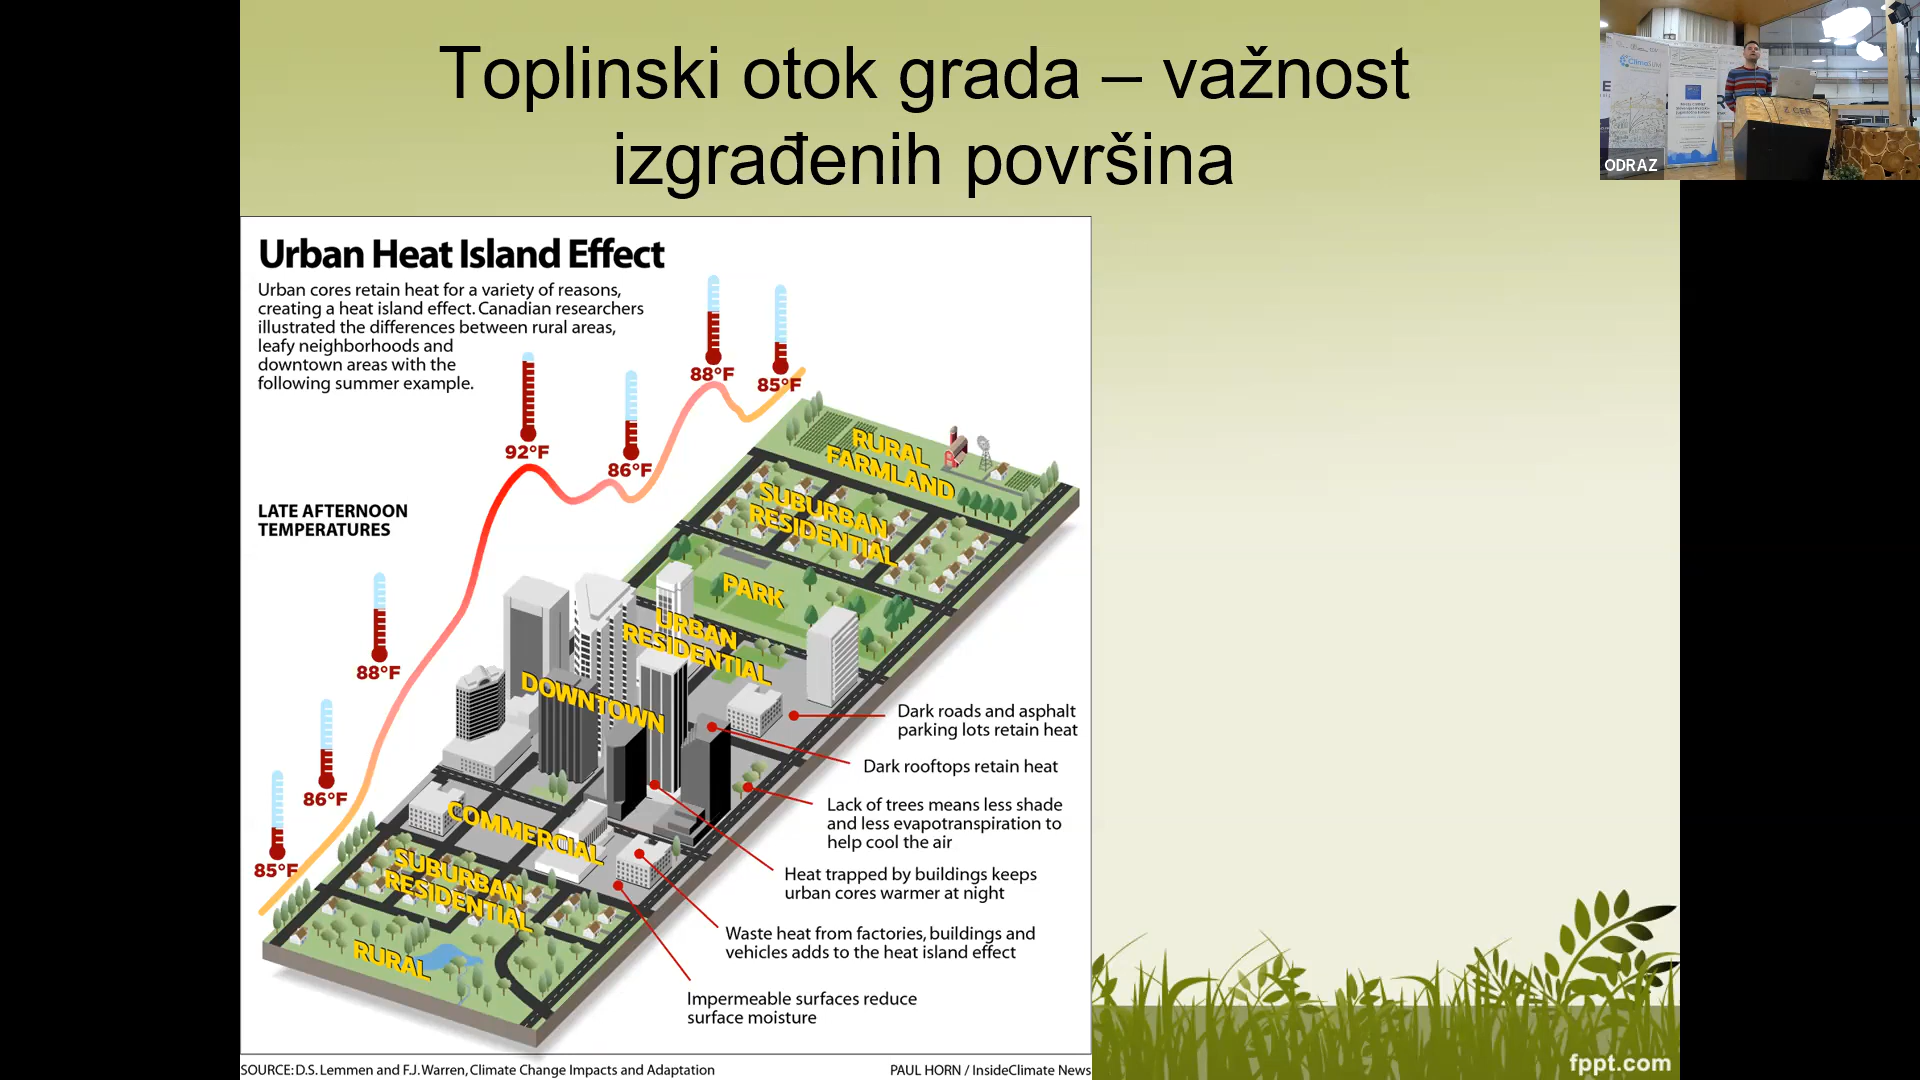 Toplinski otok grada – važnost
izgrađenih površina
ODRAZ
Urban Heat Island Effect
Urban cores retain heat for a variety of reasons,
creating a heat island effect. Canadian researchers
illustrated the differences between rural areas,
leafy neighborhoods and
downtown areas with the
following summer example.
88°F
85°F
92°F
86°F
LATE AFTERNOON
TEMPERATURES
88°F
86°F
85°F
RURAL
FARMLAND
SUBURBAN
RESIDENTIAL
PARK
URBAN
RESIDENTIAL
DOWNTOWN
COMMERCIAL
SUBURBAN
RESIDENTIAL
RURAL
Dark roads and asphalt
parking lots retain heat
Dark rooftops retain heat
Lack of trees means less shade
and less evapotranspiration to
help cool the air
Heat trapped by buildings keeps
urban cores warmer at night
Waste heat from factories, buildings and
vehicles adds to the heat island effect
Impermeable surfaces reduce
surface moisture
SOURCE: D.S. Lemmen and F.J. Warren, Climate Change Impacts and Adaptation
PAUL HORN / InsideClimate News
fppt.com